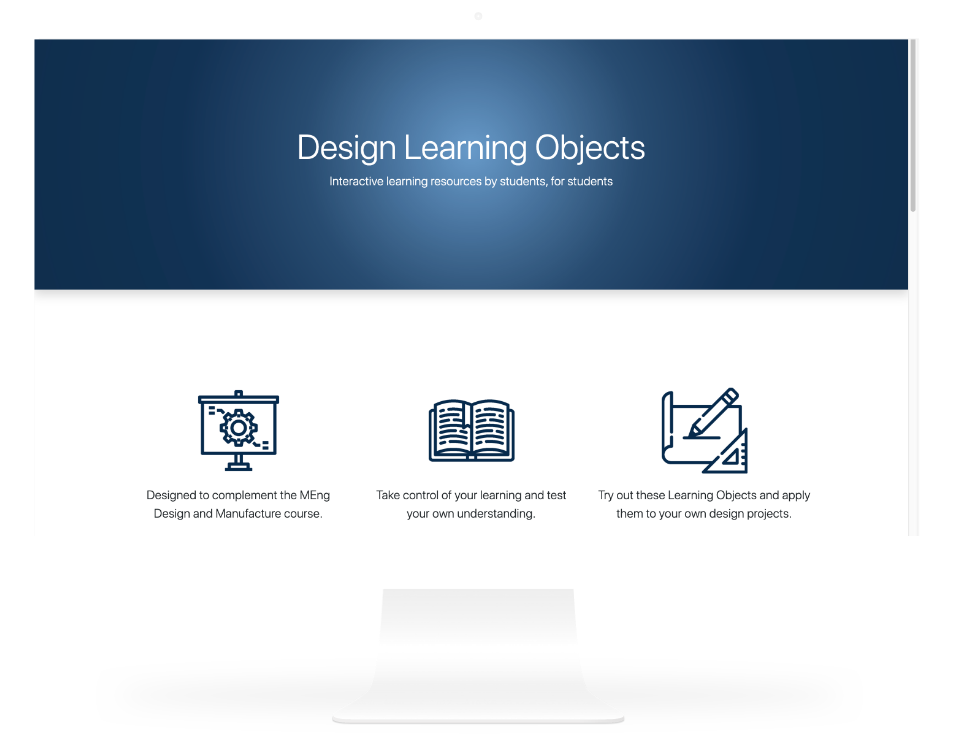 Design Learning Objects
Interactive learning resources by students, for students
Designed to complement the MEng
Design and Manufacture course.
Take control of your learning and test
your own understanding.
Try out these Learning Objects and apply
them to your own design projects.